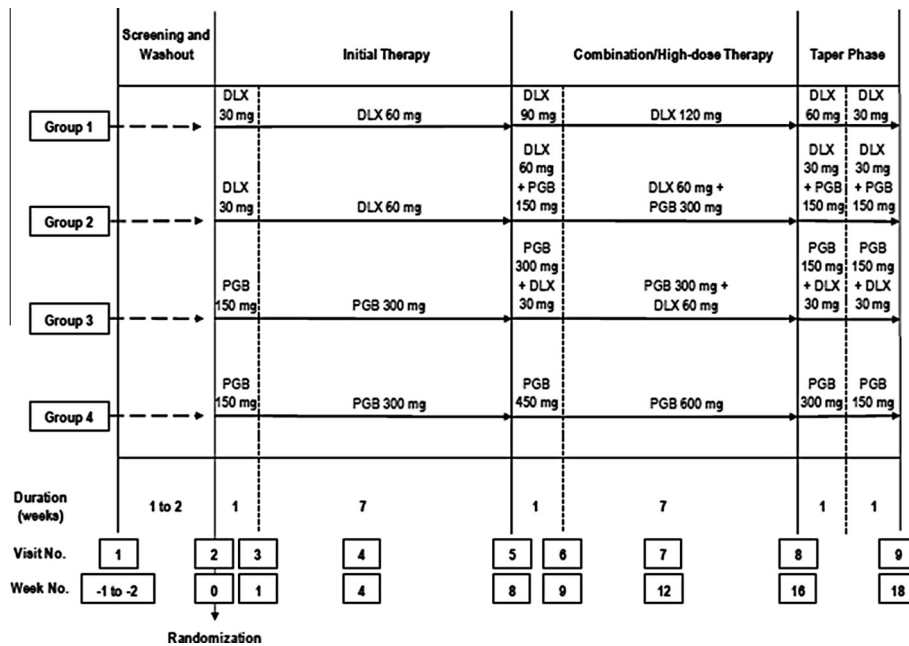 Screening and
Washout
Initial Therapy
Combination/High-dose Therapy
Taper Phase
Group 1
DLX
30 mg
DLX 60 mg
DLX
90 mg
DLX 120 mg
DLX
60 mg
DLX
30 mg
Group 2
DLX
30 mg
DLX 60 mg
DLX
60 mg
+ PGB
150 mg
DLX 60 mg +
PGB 300 mg
DLX
30 mg
+ PGB
150 mg
DLX
30 mg
+ PGB
150 mg
Group 3
PGB
150 mg
PGB 300 mg
PGB
300 mg
+ DLX
30 mg
PGB 300 mg +
DLX 60 mg
PGB
150 mg
+ DLX
30 mg
PGB
150 mg
+ DLX
30 mg
Group 4
PGB
150 mg
PGB 300 mg
PGB
450 mg
PGB 600 mg
PGB
300 mg
PGB
150 mg
Duration
(weeks)
1 to 2
1
7
1
7
1
1
Visit No.
1
2
3
4
5
6
7
8
9
Week No.
-1 to -2
0
1
4
8
9
12
16
18
Randomization